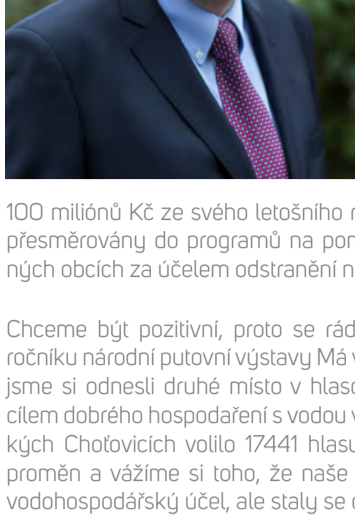 100 miliónů Kč ze svého letošního r
přesměrovány do programů na pom
ných obcích za účelem odstranění n
Chceme být pozitivní, proto se rád
ročníku národní putovní výstavy Má v
jsme si odnesli druhé místo v hlaso
cílem dobrého hospodaření s vodou v
kých Choťovicích volilo 17441 hlasu
proměn a vážíme si toho, že naše
vodohospodářský účel, ale staly se